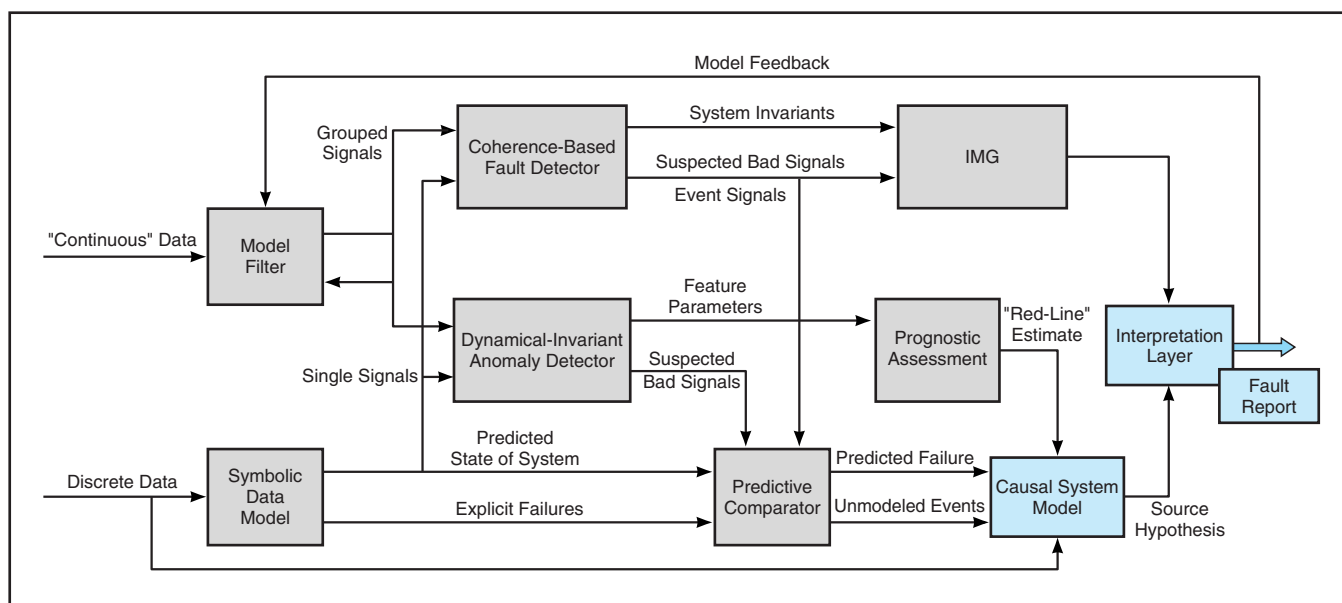 Model Feedback
Grouped
Signals
Coherence-Based
Fault Detector
System Invariants
Suspected Bad Signals
Event Signals
IMG
"Continuous" Data
Model
Filter
Feature
Parameters
Dynamical-Invariant
Anomaly Detector
Single Signals
Suspected
Bad Signals
Prognostic
Assessment
"Red-Line"
Estimate
Interpretation
Layer
Fault
Report
Discrete Data
Symbolic
Data
Model
Predicted
State of System
Explicit Failures
Predictive
Comparator
Predicted Failure
Unmodeled Events
Causal System
Model
Source
Hypothesis